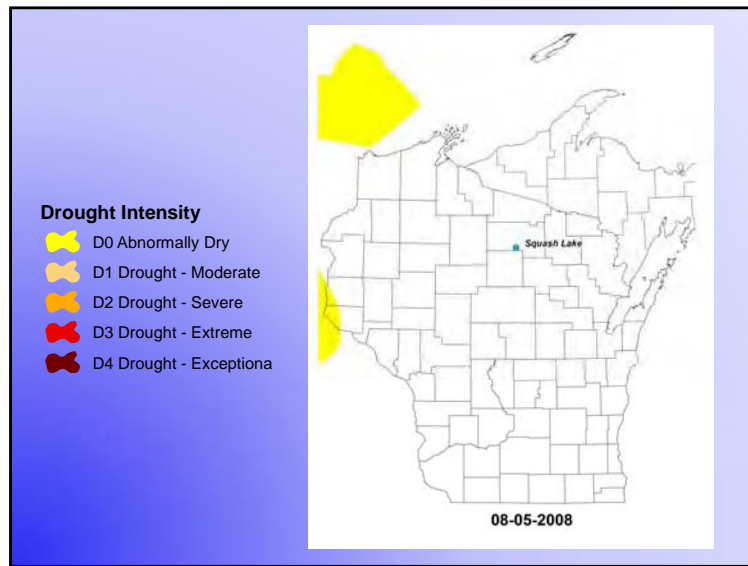 Drought Intensity
D0 Abnormally Dry
D1 Drought - Moderate
D2 Drought - Severe
D3 Drought - Extreme
D4 Drought - Exceptiona
Squash Lake
08-05-2008